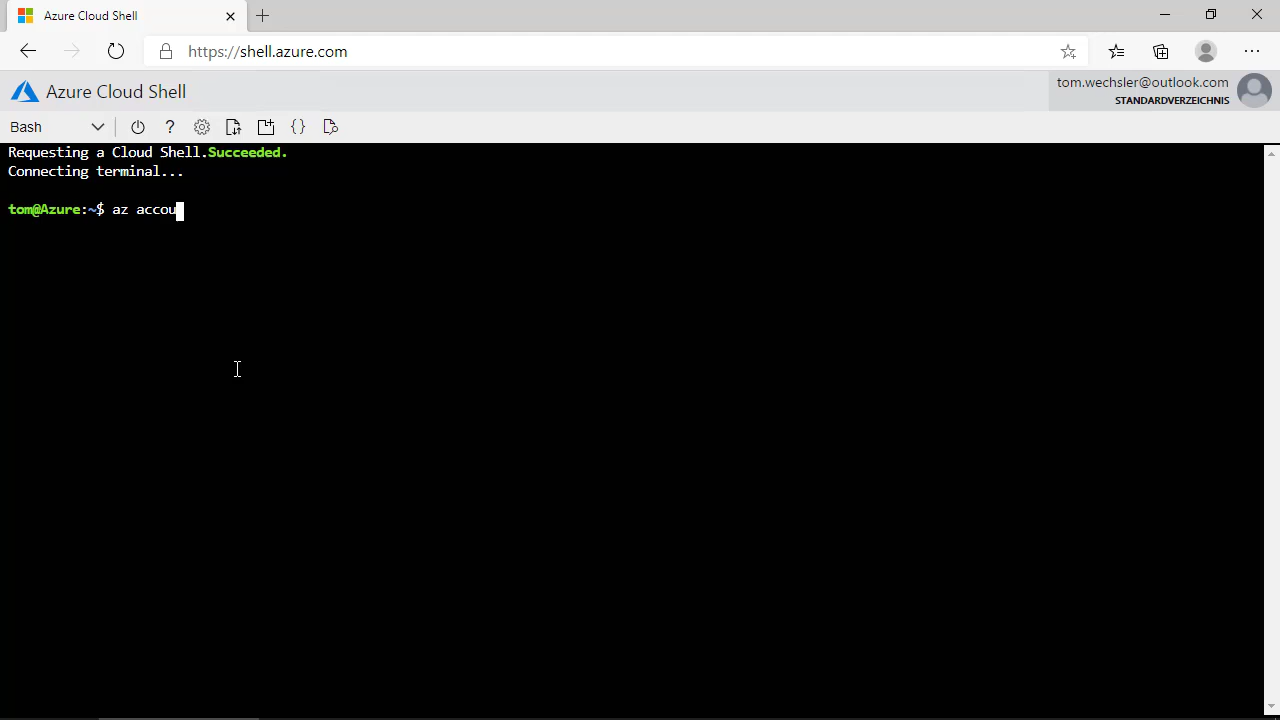 Azure Cloud Shell
https://shell.azure.com
Azure Cloud Shell
tom.wechsler@outlook.com
STANDARDVERZEICHNIS
Bash
?
{}
Requesting a Cloud Shell.Succeeded.
Connecting terminal...
tom@Azure:~$ az accou